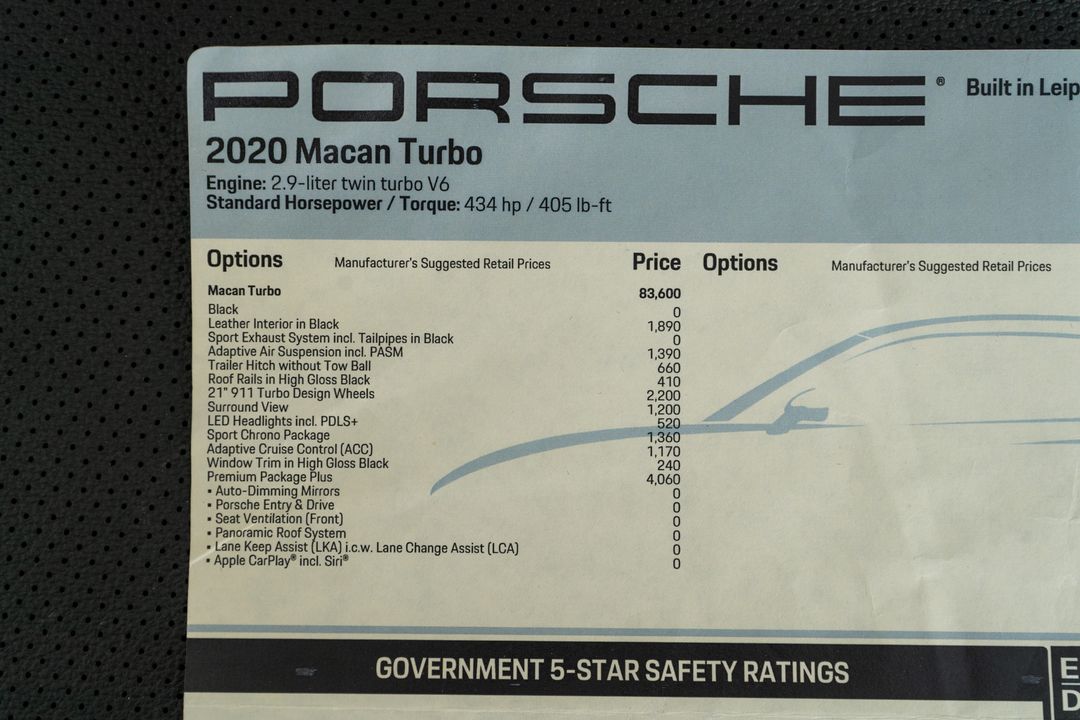 PORSCHE® Built in Leip
2020 Macan Turbo
Engine: 2.9-liter twin turbo V6
Standard Horsepower / Torque: 434 hp / 405 lb-ft
Options Manufacturer's Suggested Retail Prices Price Options Manufacturer's Suggested Retail Prices
Macan Turbo 83,600
Black 0
Leather Interior in Black 1,890
Sport Exhaust System incl. Tailpipes in Black 0
Adaptive Air Suspension incl. PASM 1,390
Trailer Hitch without Tow Ball 660
Roof Rails in High Gloss Black 410
21" 911 Turbo Design Wheels 2,200
Surround View 1,200
LED Headlights incl. PDLS+ 520
Sport Chrono Package 1,360
Adaptive Cruise Control (ACC) 1,170
Window Trim in High Gloss Black 240
Premium Package Plus 4,060
▪ Auto-Dimming Mirrors 0
▪ Porsche Entry & Drive 0
▪ Seat Ventilation (Front) 0
▪ Panoramic Roof System 0
▪ Lane Keep Assist (LKA) i.c.w. Lane Change Assist (LCA) 0
▪ Apple CarPlay® incl. Siri® 0
GOVERNMENT 5-STAR SAFETY RATINGS
E
D